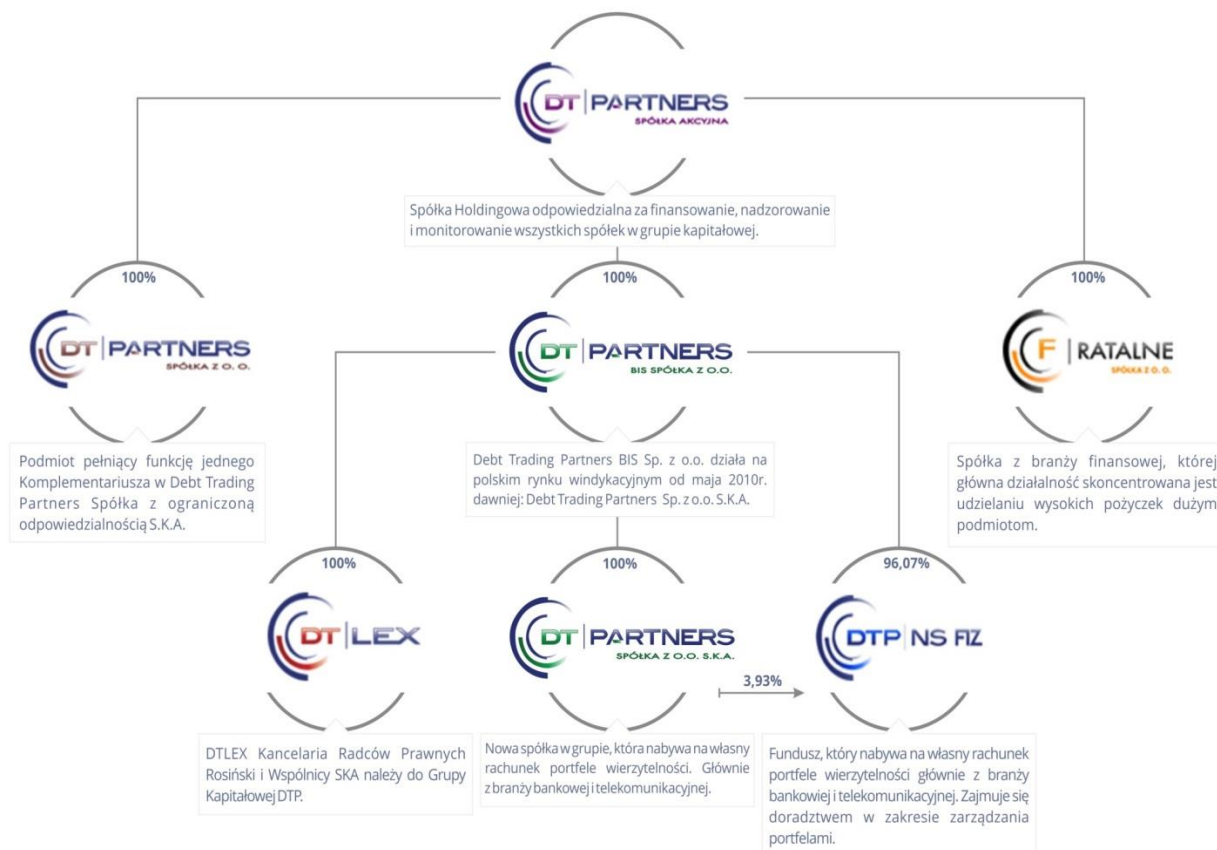 DT PARTNERS
SPÓŁKA AKCYJNA
Spółka Holdingowa odpowiedzialna za finansowanie, nadzorowanie
i monitorowanie wszystkich spółek w grupie kapitałowej.
100%
DT PARTNERS
SPÓŁKA Z O. O.
Podmiot pełniący funkcję jednego
Komplementariusza w Debt Trading
Partners Spółka z ograniczoną
odpowiedzialnością S.K.A.
100%
DT PARTNERS
BIS SPÓŁKA Z O.O.
Debt Trading Partners BIS Sp. z o.o. działa na
polskim rynku windykacyjnym od maja 2010r.
dawniej: Debt Trading Partners Sp. z o.o. S.K.A.
100%
F RATALNE
SPÓŁKA Z O. O.
Spółka z branży finansowej, której
główna działalność skoncentrowana jest
udzielaniu wysokich pożyczek dużym
podmiotom.
100%
DT LEX
DTLEX Kancelaria Radców Prawnych
Rosiński i Wspólnicy SKA należy do Grupy
Kapitałowej DTP.
100%
DT PARTNERS
SPÓŁKA Z O.O. S.K.A.
3,93%
Nowa spółka w grupie, która nabywa na własny
rachunek portfele wierzytelności. Głównie
z branży bankowej i telekomunikacyjnej.
96,07%
DTP NS FIZ
Fundusz, który nabywa na własny rachunek
portfele wierzytelności głównie z branży
bankowiej i telekomunikacyjnej. Zajmuje się
doradztwem w zakresie zarządzania
portfelami.